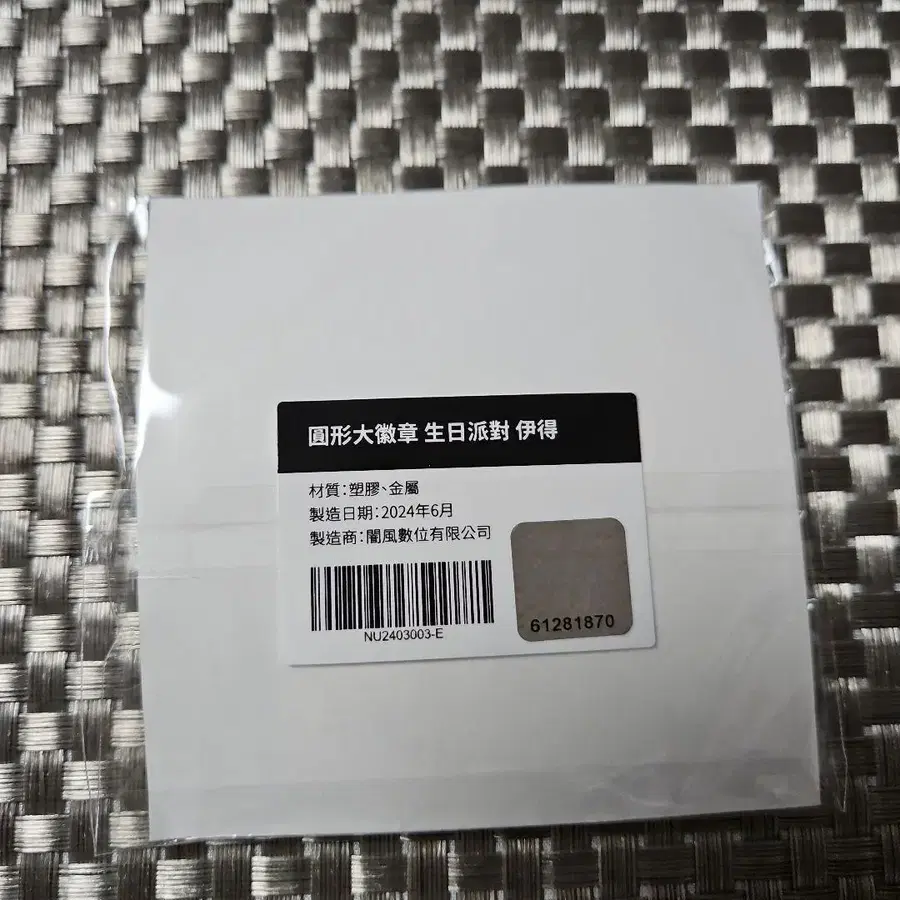 圓形大徽章 生日派對 伊得
材質：塑膠、金屬
製造日期：2024年6月
製造商：闇風數位有限公司
NU2403003-E
61281870